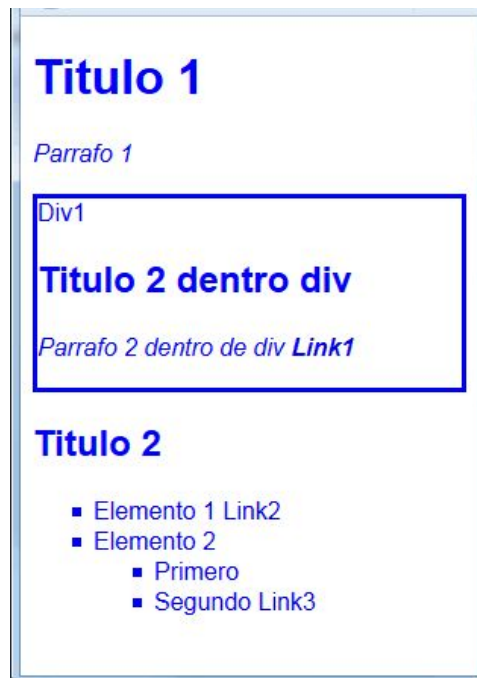 Titulo 1
Parrafo 1
Div1
Titulo 2 dentro div
Parrafo 2 dentro de div Link1
Titulo 2
Elemento 1 Link2
Elemento 2
Primero
Segundo Link3